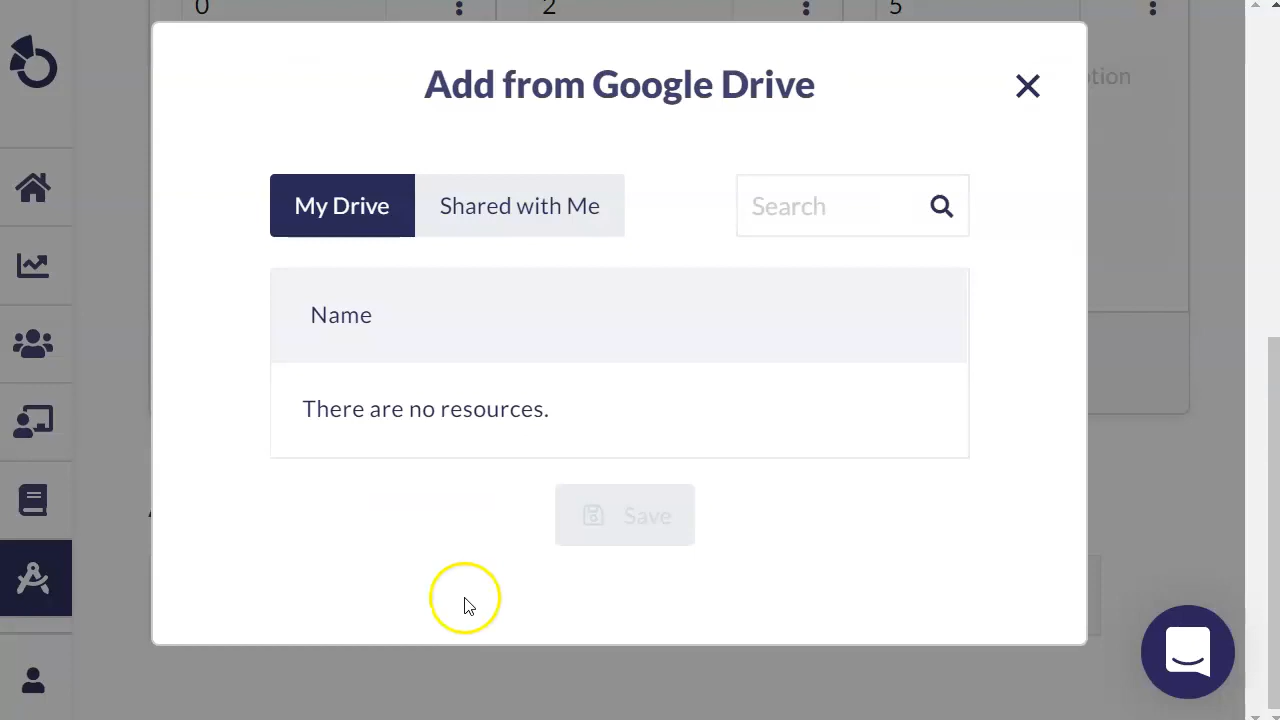 0 2 5
Add from Google Drive
ption
My Drive Shared with Me Search
Name
There are no resources.
Save